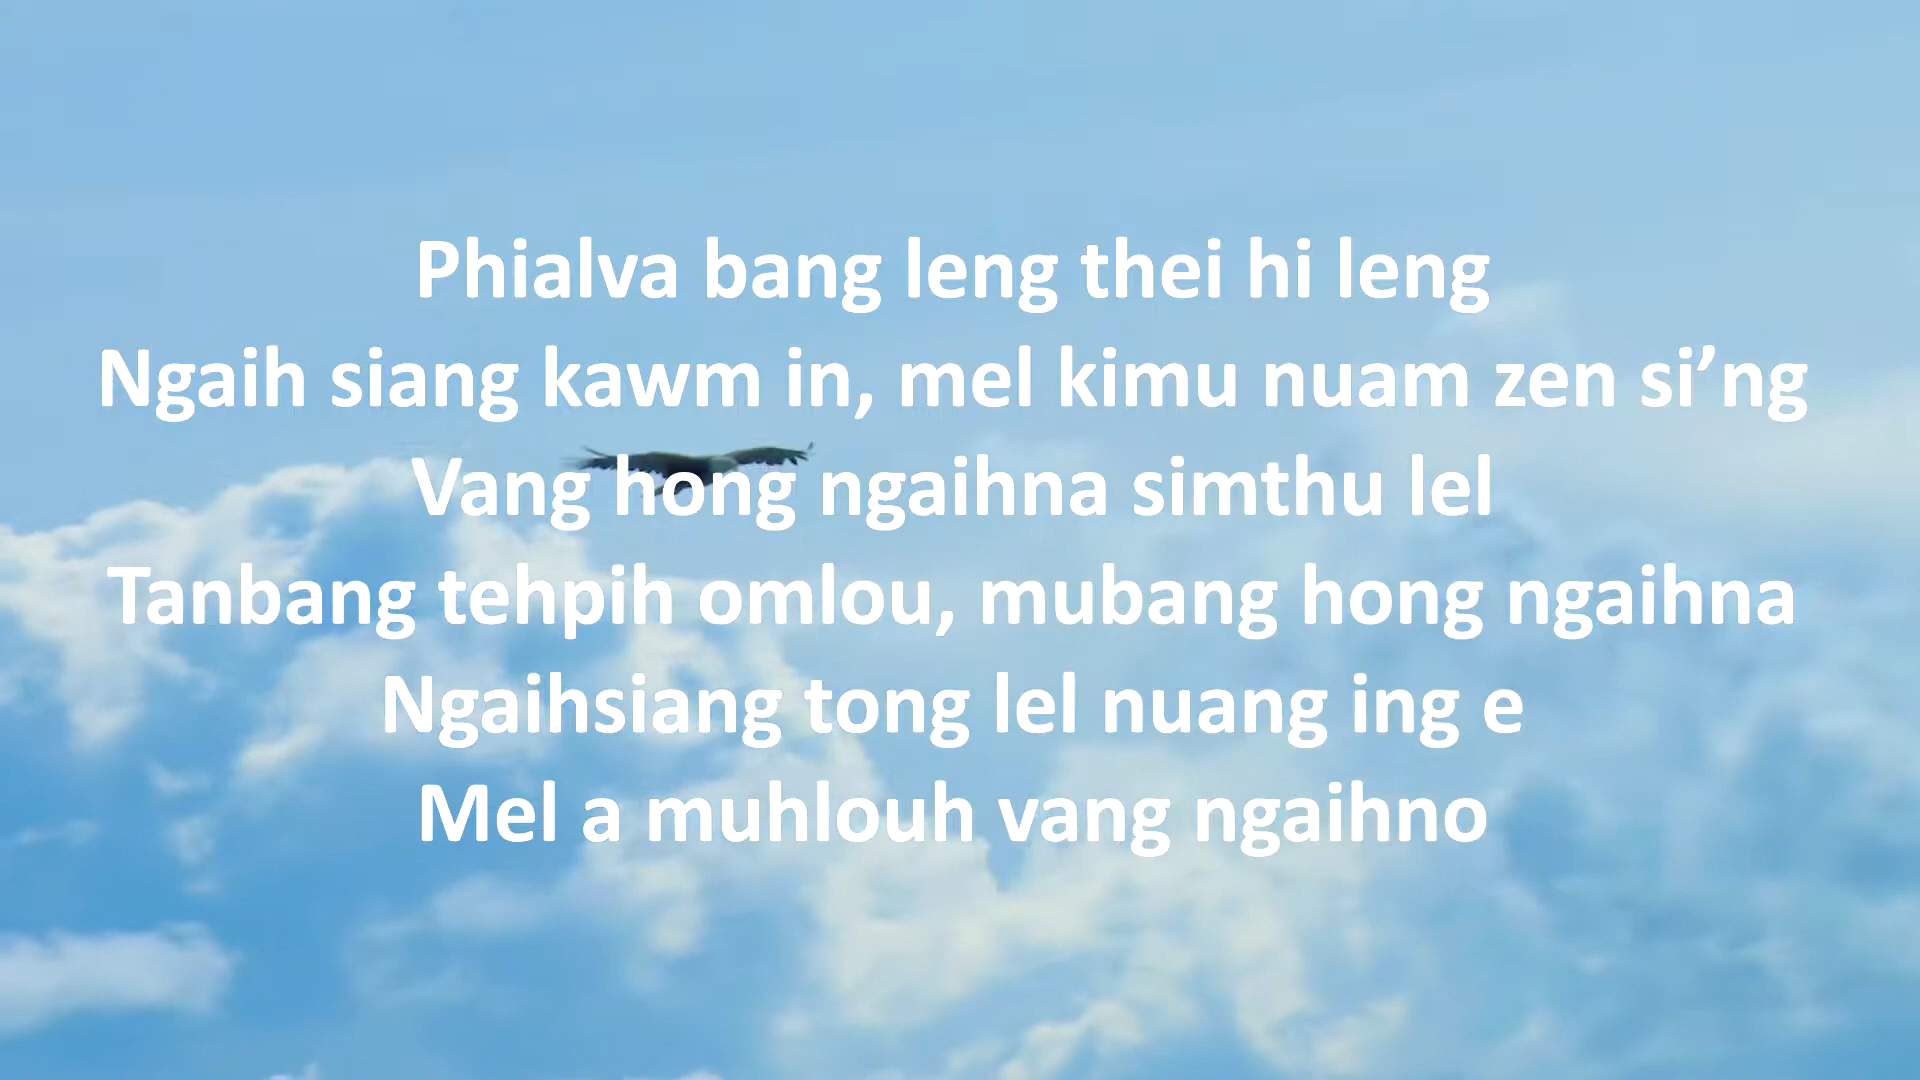 Phialva bang leng thei hi leng
Ngaih siang kawm in, mel kimu nuam zen si’ng
Vang hong ngaihna simthu lel
Tanbang tehpih omlou, mubang hong ngaihna
Ngaihsiang tong lel nuang ing e
Mel a muhlouh vang ngaihno